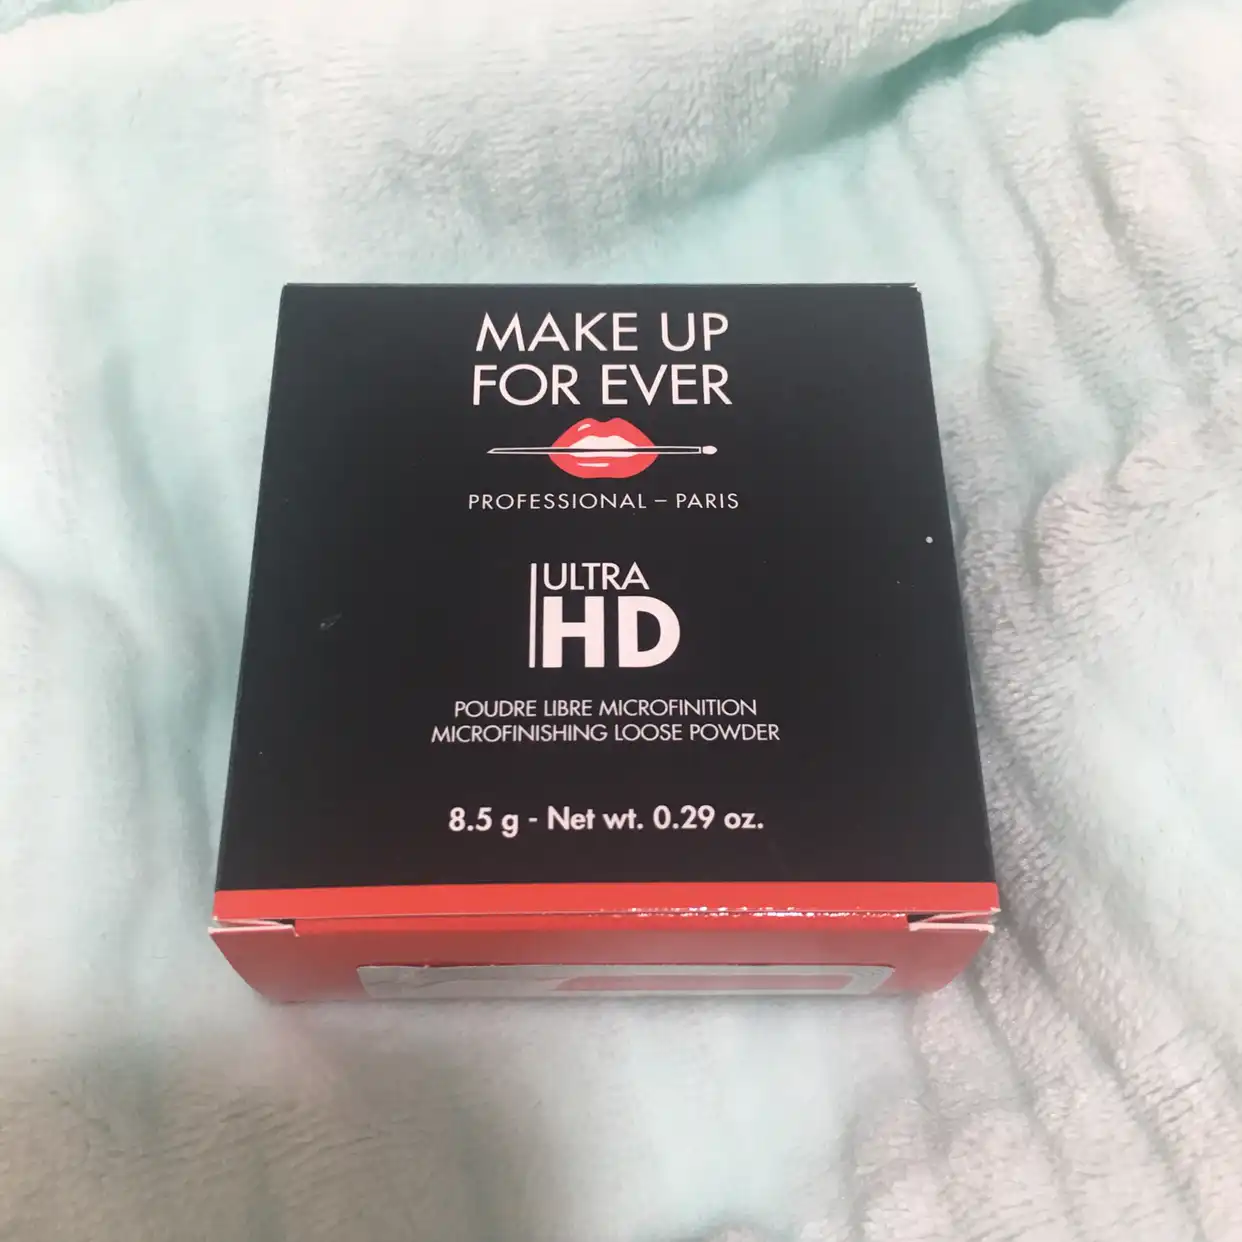 MAKE UP
FOR EVER
PROFESSIONAL – PARIS
ULTRA
HD
POUDRE LIBRE MICROFINITION
MICROFINISHING LOOSE POWDER
8.5 g - Net wt. 0.29 oz.